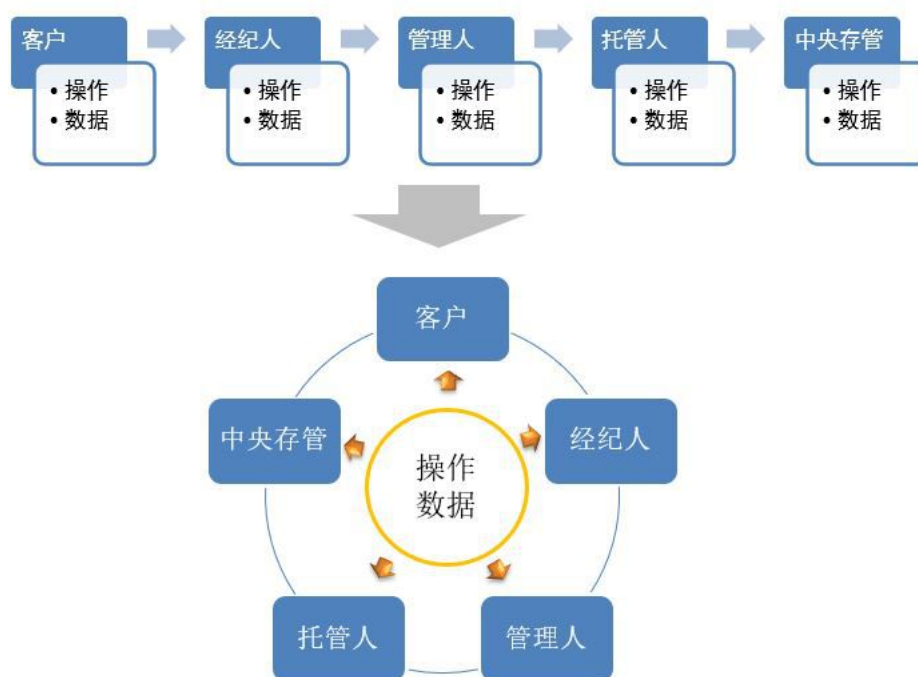 客户
经纪人
管理人
托管人
中央存管
• 操作
• 数据
• 操作
• 数据
• 操作
• 数据
• 操作
• 数据
• 操作
• 数据
客户
中央存管
经纪人
操作
数据
托管人
管理人